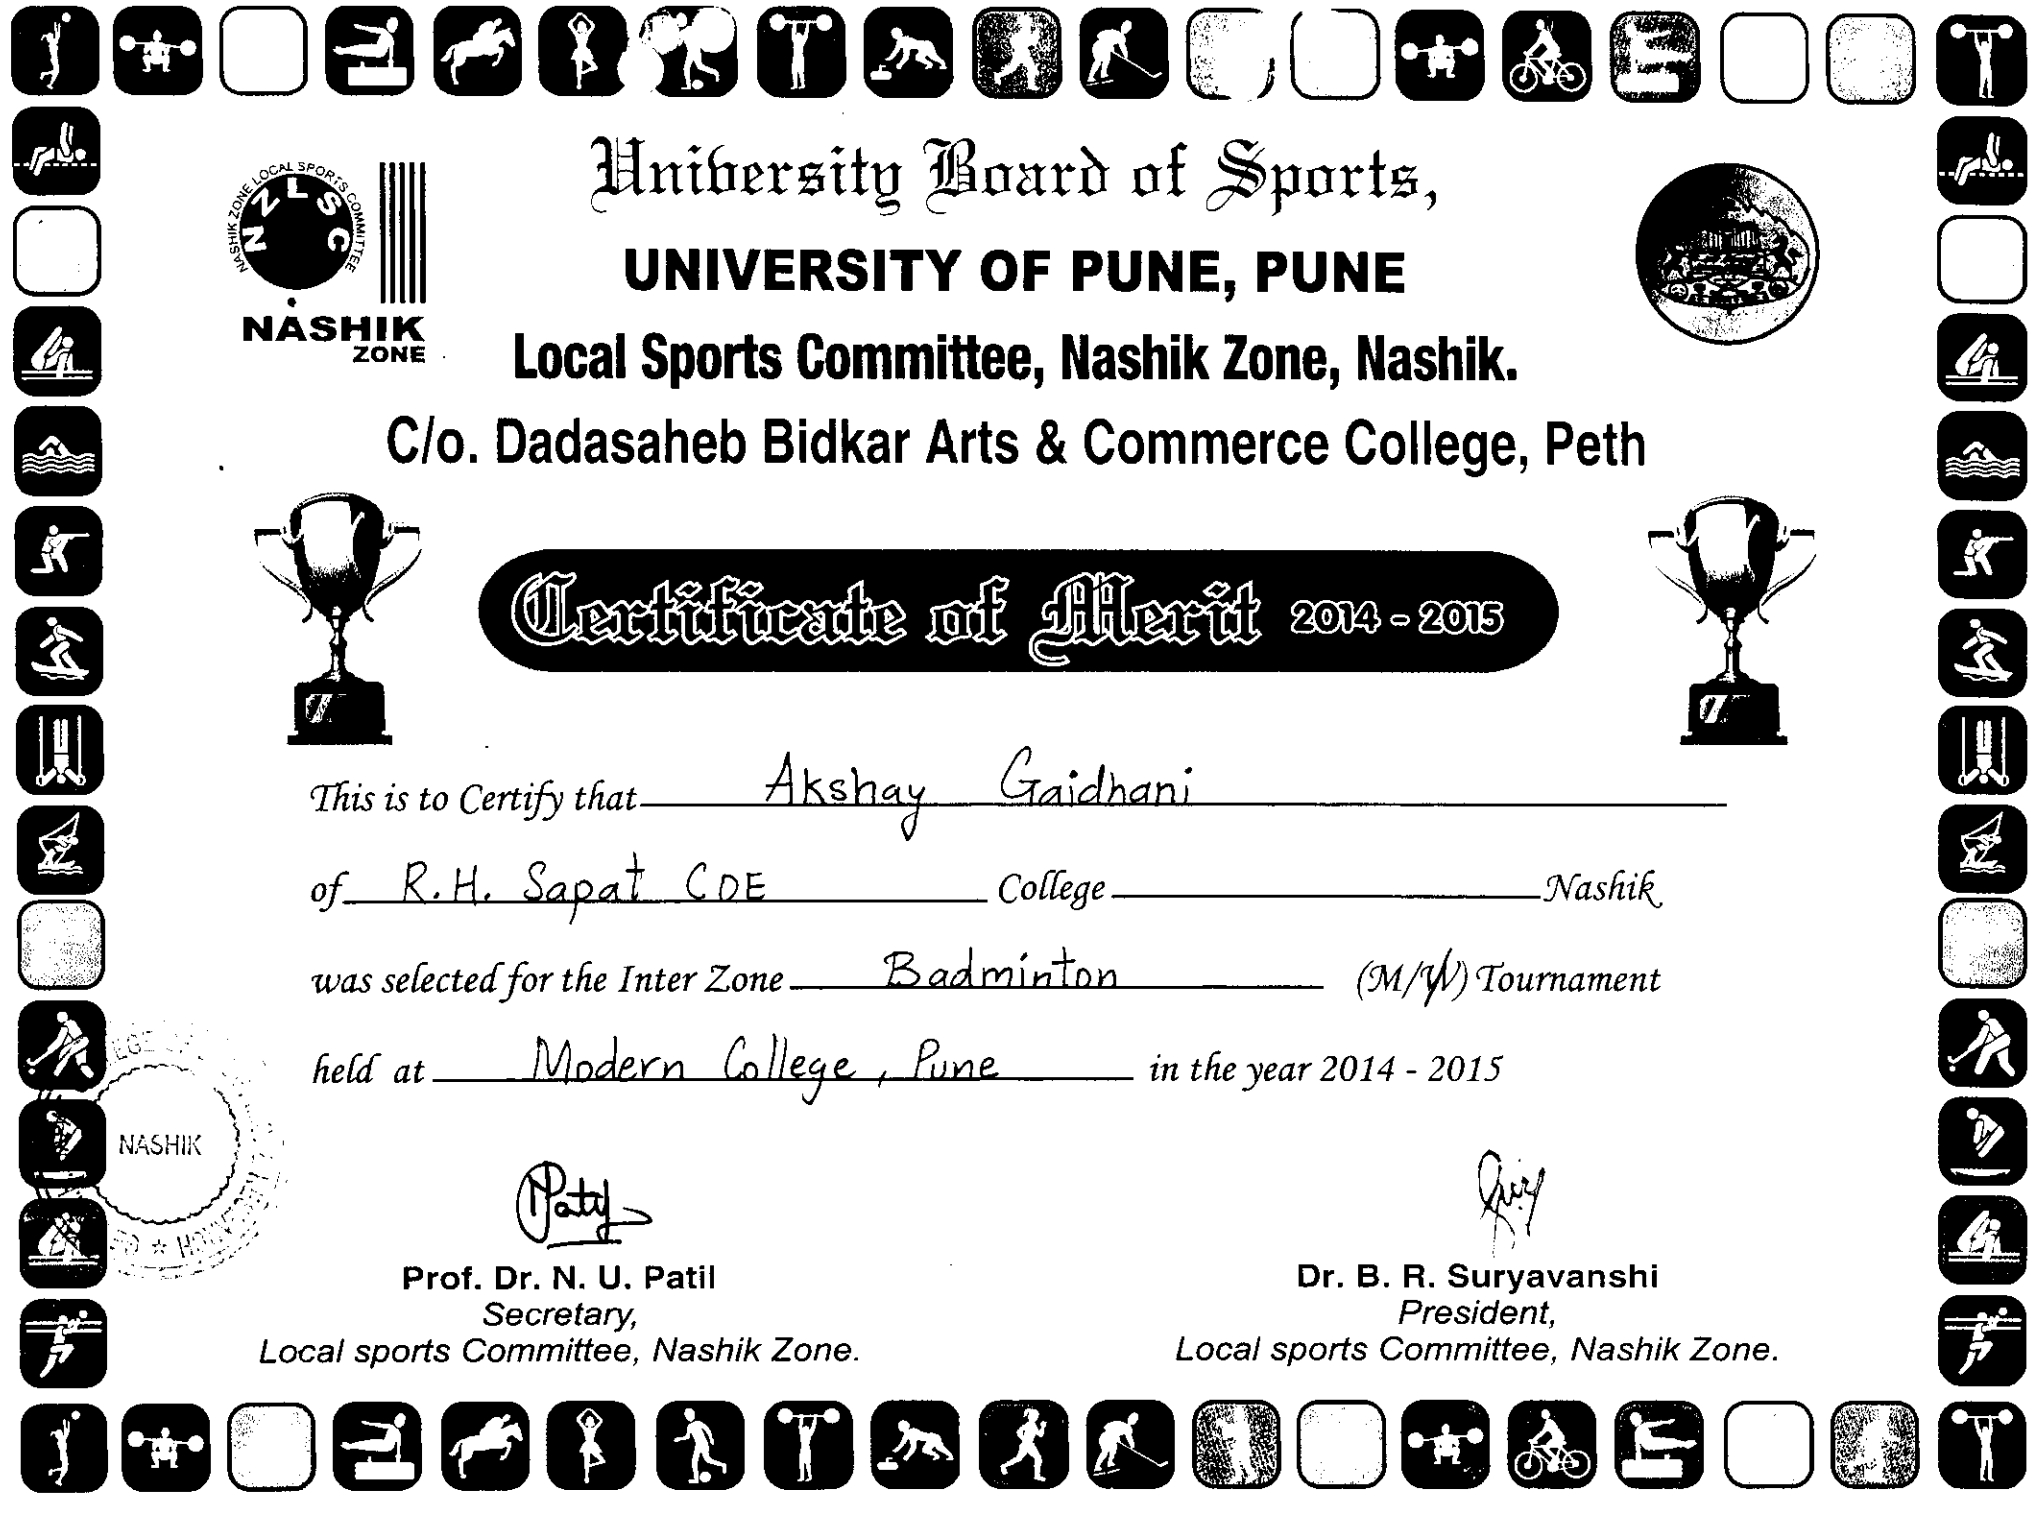 NASHIK ZONE LOCAL SPORTS COMMITTEE
NZLSC
NASHIK
ZONE
University Board of Sports,
UNIVERSITY OF PUNE, PUNE
Local Sports Committee, Nashik Zone, Nashik.
C/o. Dadasaheb Bidkar Arts & Commerce College, Peth
Certificate of Merit 2014 - 2015
This is to Certify that Akshay Gaidhani
of R.H. Sapat COE College Nashik
was selected for the Inter Zone Badminton (M/W) Tournament
held at Modern College, Pune in the year 2014 - 2015
NASHIK
Patil
Prof. Dr. N. U. Patil
Secretary,
Local sports Committee, Nashik Zone.
Dr. B. R. Suryavanshi
President,
Local sports Committee, Nashik Zone.